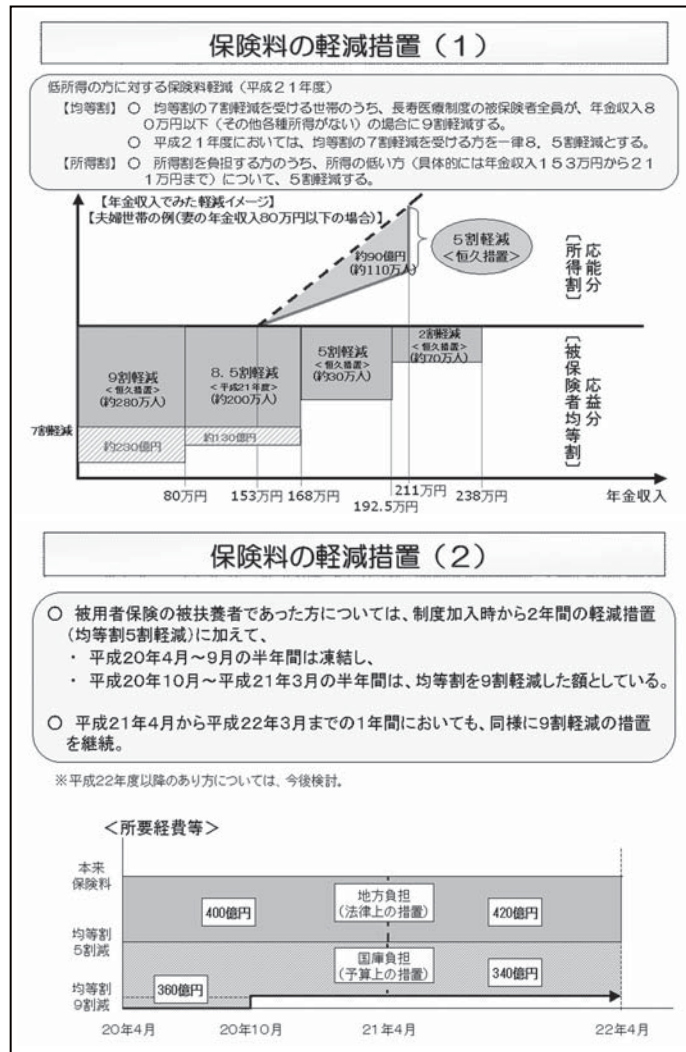 保険料の軽減措置（1）
低所得の方に対する保険料軽減（平成２１年度）
【均等割】 ○ 均等割の７割軽減を受ける世帯のうち、長寿医療制度の被保険者全員が、年金収入８
０万円以下（その他各種所得がない）の場合に９割軽減する。
○ 平成２１年度においては、均等割の７割軽減を受ける方を一律８．５割軽減とする。
【所得割】 ○ 所得割を負担する方のうち、所得の低い方（具体的には年金収入１５３万円から２１
１万円まで）について、５割軽減する。
【年金収入でみた軽減イメージ】
【夫婦世帯の例(妻の年金収入80万円以下の場合)】
約90億円
(約110万人)
5割軽減
＜恒久措置＞
応能分
［所得割］
9割軽減
＜恒久措置＞
(約280万人)
８．５割軽減
＜平成21年度＞
(約200万人)
5割軽減
＜恒久措置＞
(約30万人)
2割軽減
＜恒久措置＞
(約70万人)
応益分
［被保険者均等割］
7割軽減
約230億円
約130億円
80万円
153万円
168万円
192.5万円
211万円
238万円
年金収入
保険料の軽減措置（2）
○ 被用者保険の被扶養者であった方については、制度加入時から2年間の軽減措置
(均等割5割軽減)に加えて、
・ 平成20年4月～9月の半年間は凍結し、
・ 平成20年10月～平成21年3月の半年間は、均等割を9割軽減した額としている。
○ 平成21年4月から平成22年3月までの1年間においても、同様に9割軽減の措置
を継続。
※平成22年度以降のあり方については、今後検討。
＜所要経費等＞
本来
保険料
400億円
地方負担
(法律上の措置)
420億円
均等割
5割減
国庫負担
(予算上の措置)
340億円
360億円
均等割
9割減
20年4月
20年10月
21年4月
22年4月